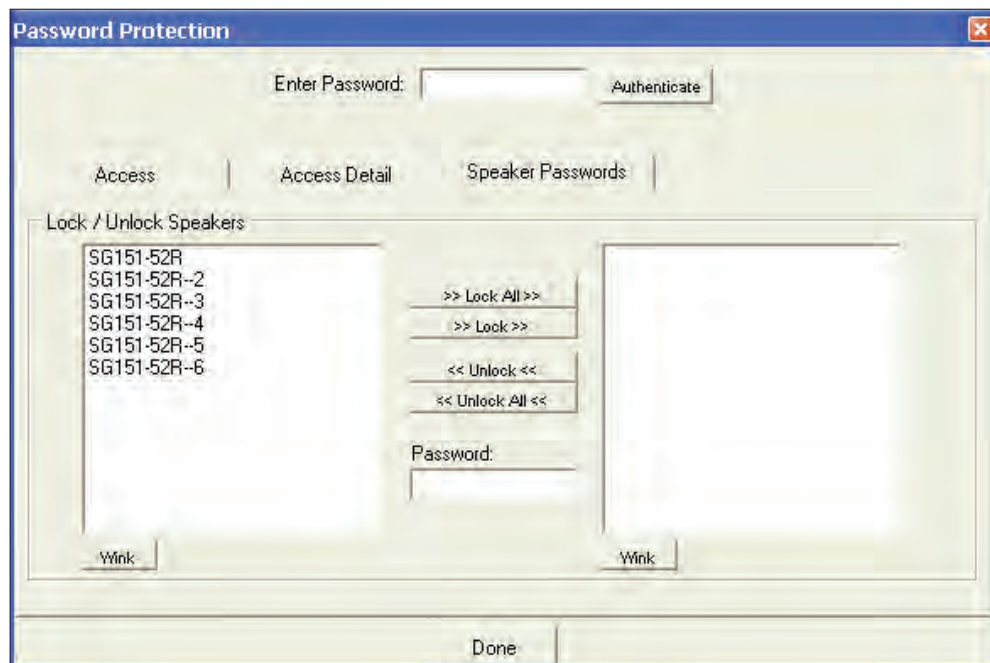 Password Protection
Enter Password:
Authenticate
Access
Access Detail
Speaker Passwords
Lock / Unlock Speakers
SG151-52R
SG151-52R--2
SG151-52R--3
SG151-52R--4
SG151-52R--5
SG151-52R--6
>> Lock All >>
>> Lock >>
<< Unlock <<
<< Unlock All <<
Password:
Wink
Wink
Done